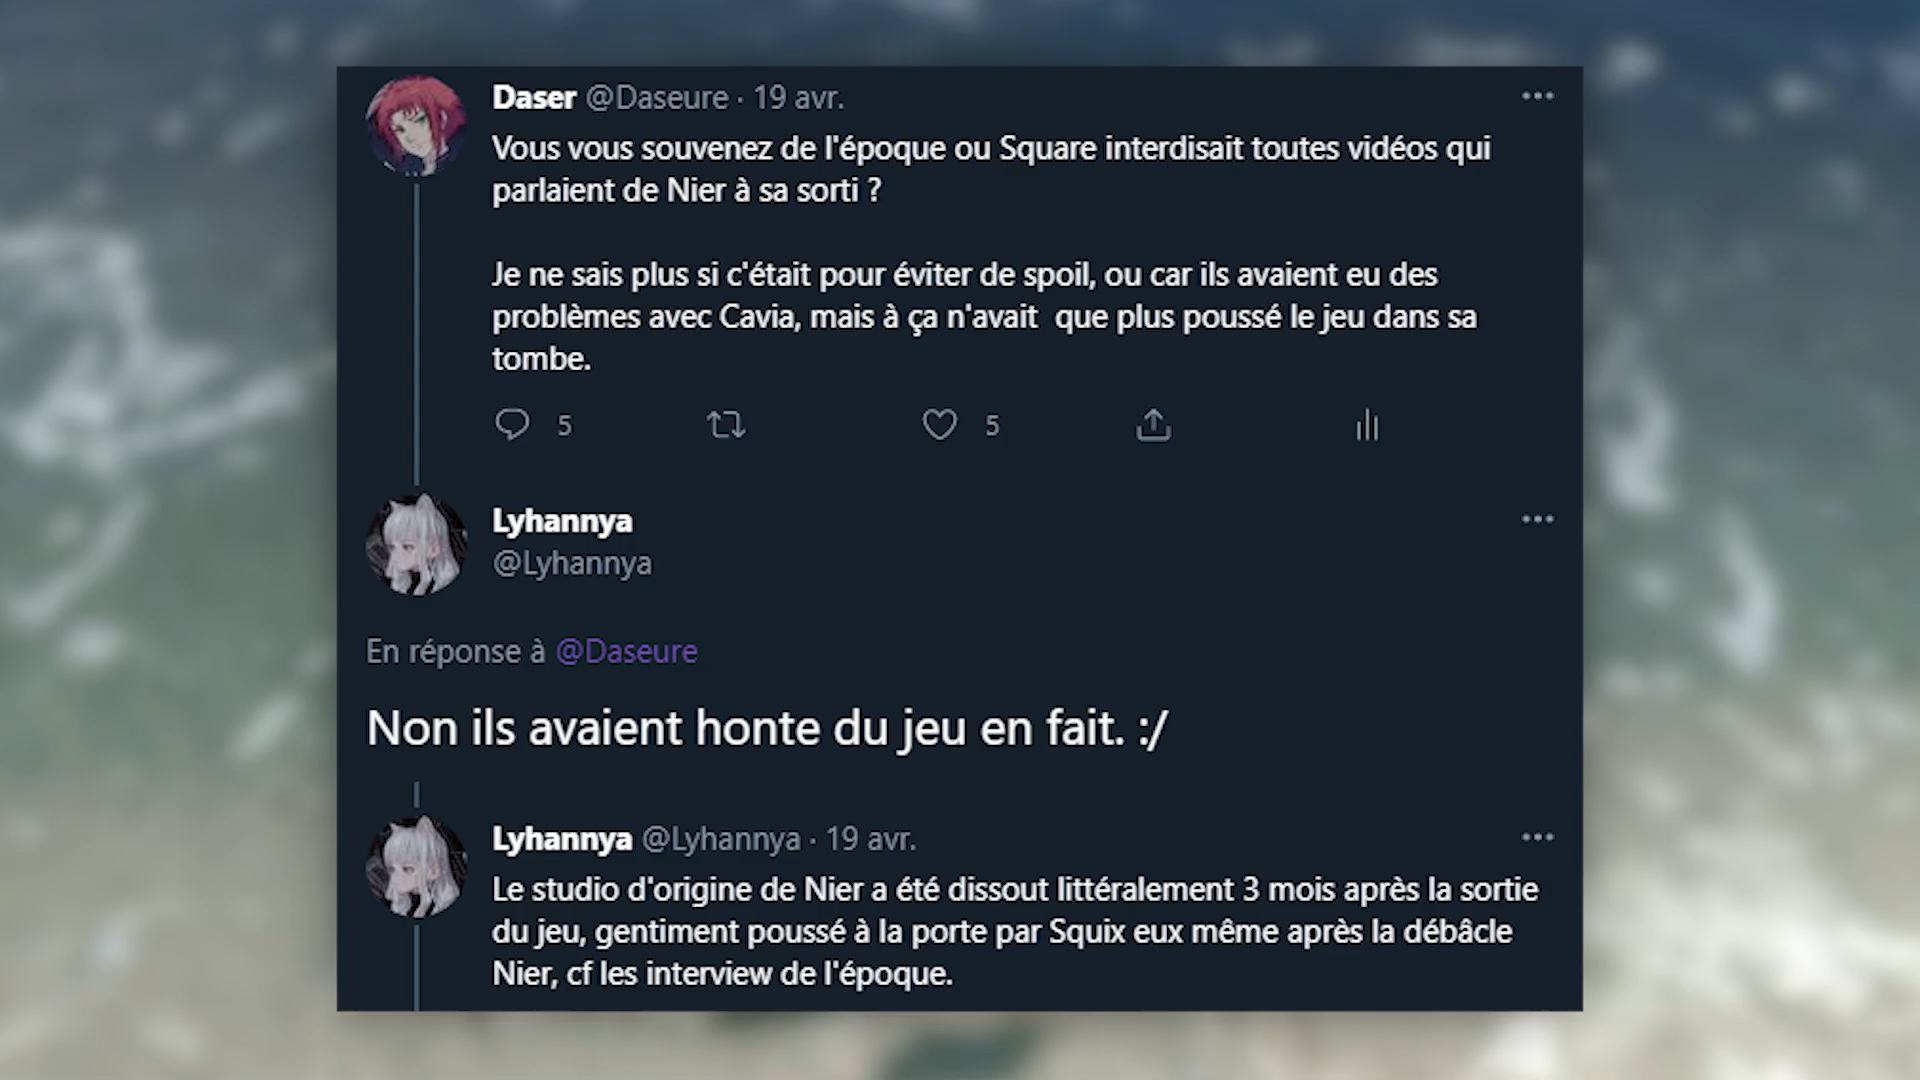 Daser @Daseure · 19 avr.
Vous vous souvenez de l'époque ou Square interdisait toutes vidéos qui
parlaient de Nier à sa sorti ?
Je ne sais plus si c'était pour éviter de spoil, ou car ils avaient eu des
problèmes avec Cavia, mais à ça n'avait  que plus poussé le jeu dans sa
tombe.
5 5
Lyhannya
@Lyhannya
En réponse à @Daseure
Non ils avaient honte du jeu en fait. :/
Lyhannya @Lyhannya · 19 avr.
Le studio d'origine de Nier a été dissout littéralement 3 mois après la sortie
du jeu, gentiment poussé à la porte par Squix eux même après la débâcle
Nier, cf les interview de l'époque.